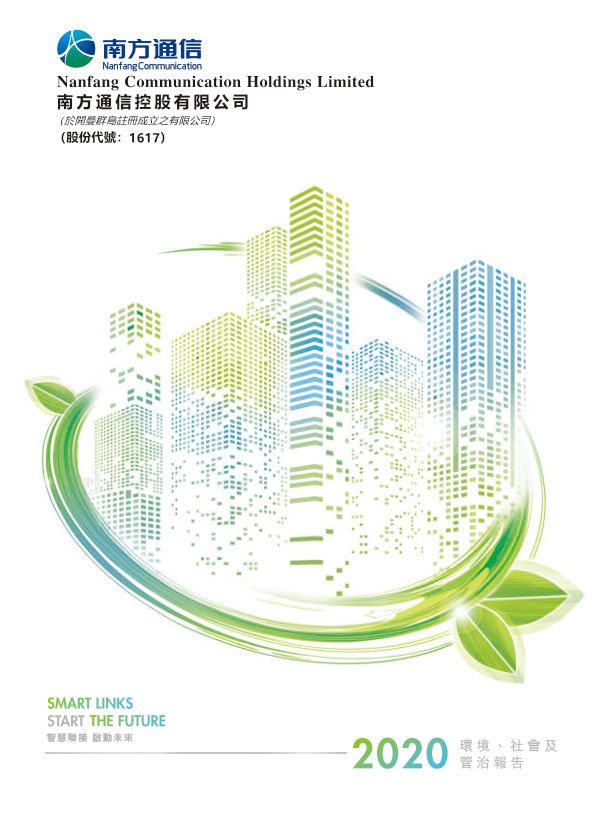 南方通信
Nanfang Communication
Nanfang Communication Holdings Limited
南方通信控股有限公司
（於開曼群島註冊成立之有限公司）
（股份代號：1617）
SMART LINKS
START THE FUTURE
智慧聯接 啟動未來
2020 環境、社會及
管治報告